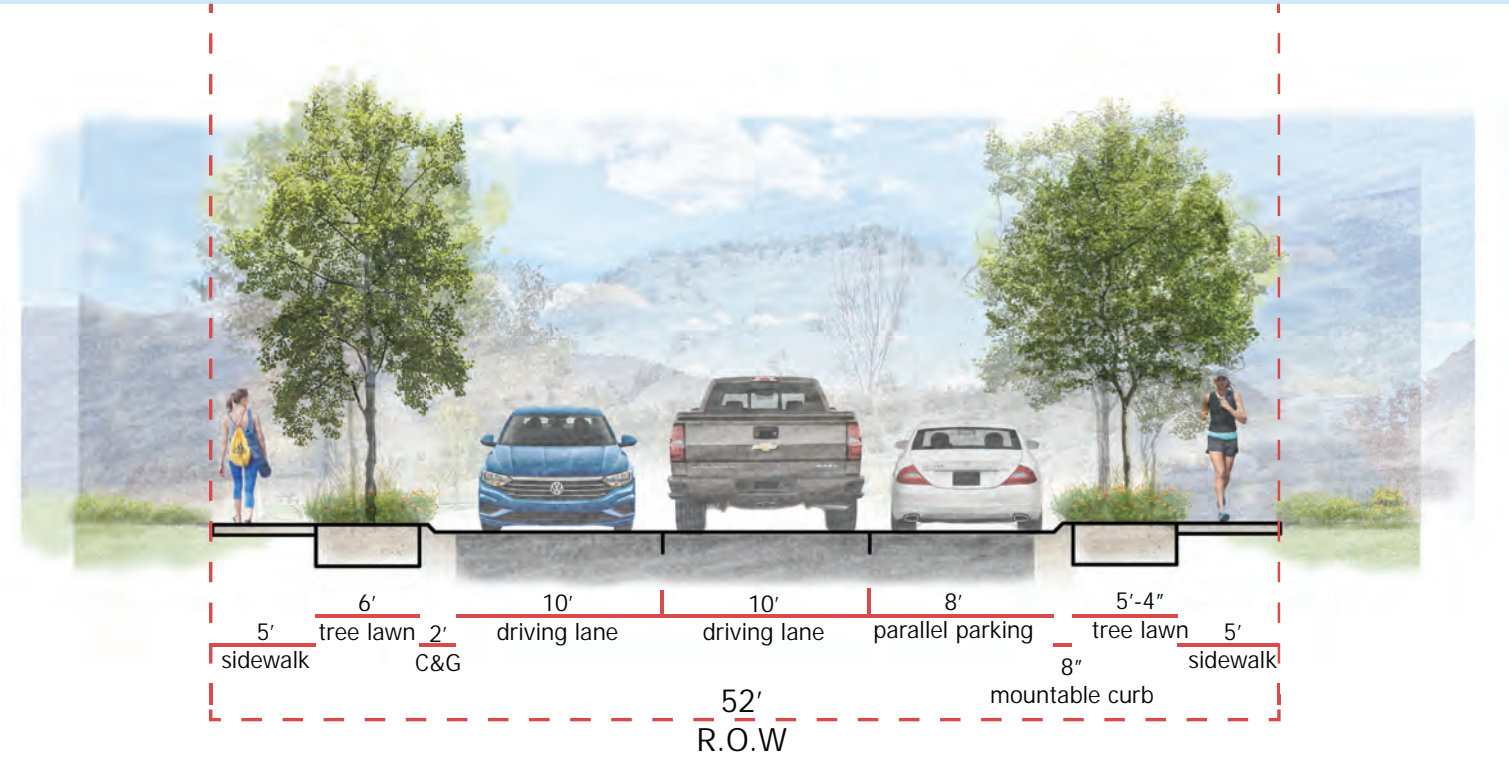 6′
10′
10′
8′
5′-4″
tree lawn
driving lane
driving lane
parallel parking
tree lawn
5′
2′
5′
sidewalk
C&G
8″
sidewalk
mountable curb
52′
R.O.W